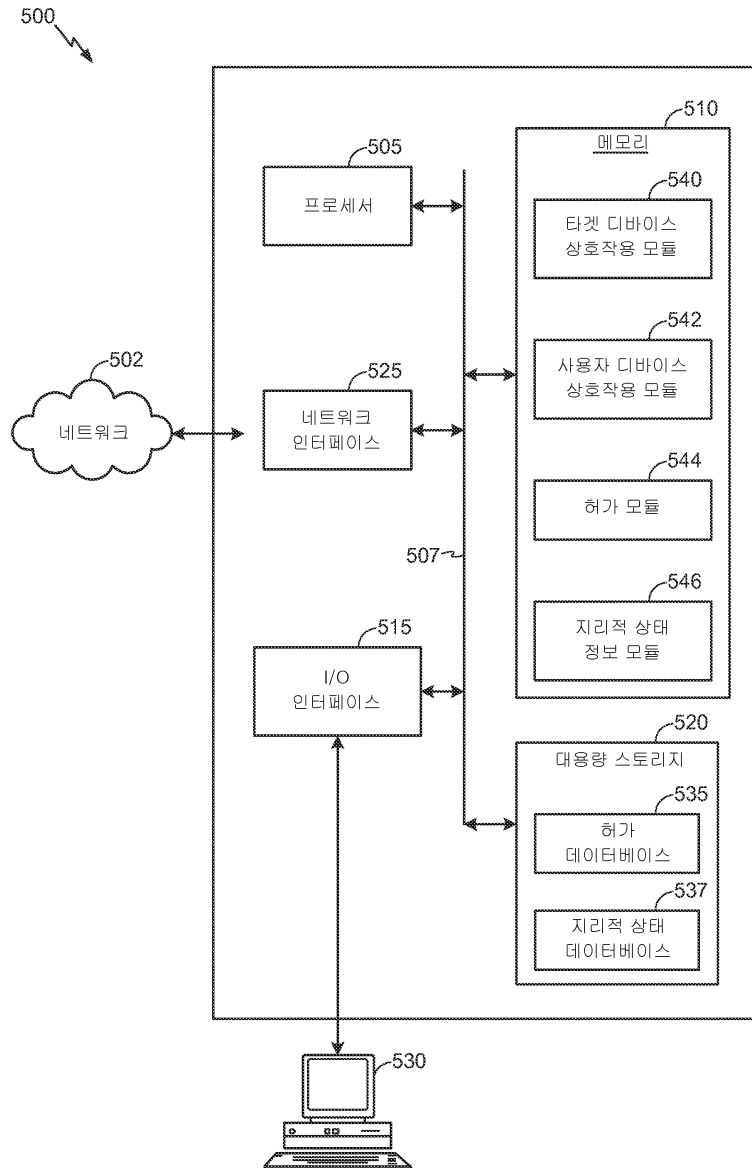 500
510
메모리
505
프로세서
540
타겟 디바이스
상호작용 모듈
502
네트워크
525
네트워크
인터페이스
542
사용자 디바이스
상호작용 모듈
544
허가 모듈
507
546
지리적 상태
정보 모듈
515
I/O
인터페이스
520
대용량 스토리지
535
허가
데이터베이스
537
지리적 상태
데이터베이스
530